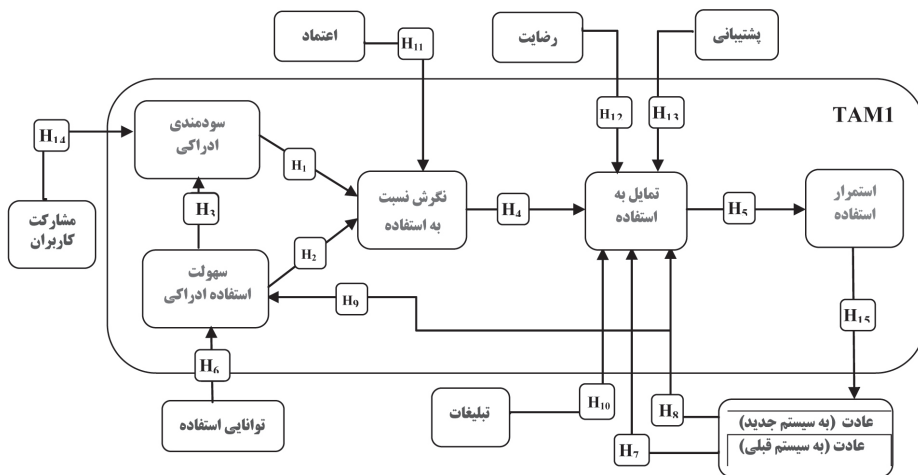 اعتماد
رضایت
پشتیبانی
H11
H12
H13
TAM1
H14
سودمندی
ادراکی
H1
نگرش نسبت
به استفاده
H4
تمایل به
استفاده
H5
استمرار
استفاده
مشارکت
کاربران
H3
H2
سهولت
استفاده ادراکی
H9
H15
H6
توانایی استفاده
تبلیغات
H10
H8
H7
عادت (به سیستم جدید)
عادت (به سیستم قبلی)